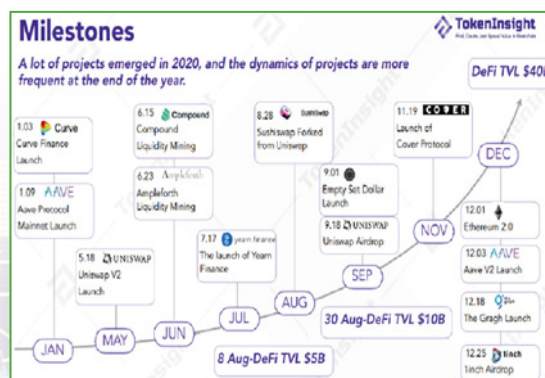 Milestones
TokenInsight
A lot of projects emerged in 2020, and the dynamics of projects are more
frequent at the end of the year.
DeFi TVL $40B
1.03 Curve
Curve Finance
Launch
1.09 AAVE
Aave Precocol
Mainnet Launch
5.18 UNISWAP
Uniswap V2
Launch
6.15 Compound
Compound
Liquidity Mining
6.23 Ampleforth
Ampleforth
Liquidity Mining
7.17 yearn finance
The launch of Yearn
Finance
8.28 SushiSwap
Sushiswap Forked
from Uniswap
9.01
Empty Set Dollar
Launch
9.18 UNISWAP
Uniswap Airdrop
11.19 COVER
Launch of
Cover Protocol
12.01
Ethereum 2.0
12.03 AAVE
Aave V2 Launch
12.18
The Gragh Launch
12.25 1inch
1inch Airdrop
JAN
MAY
JUN
JUL
AUG
SEP
NOV
DEC
8 Aug-DeFi TVL $5B
30 Aug-DeFi TVL $10B